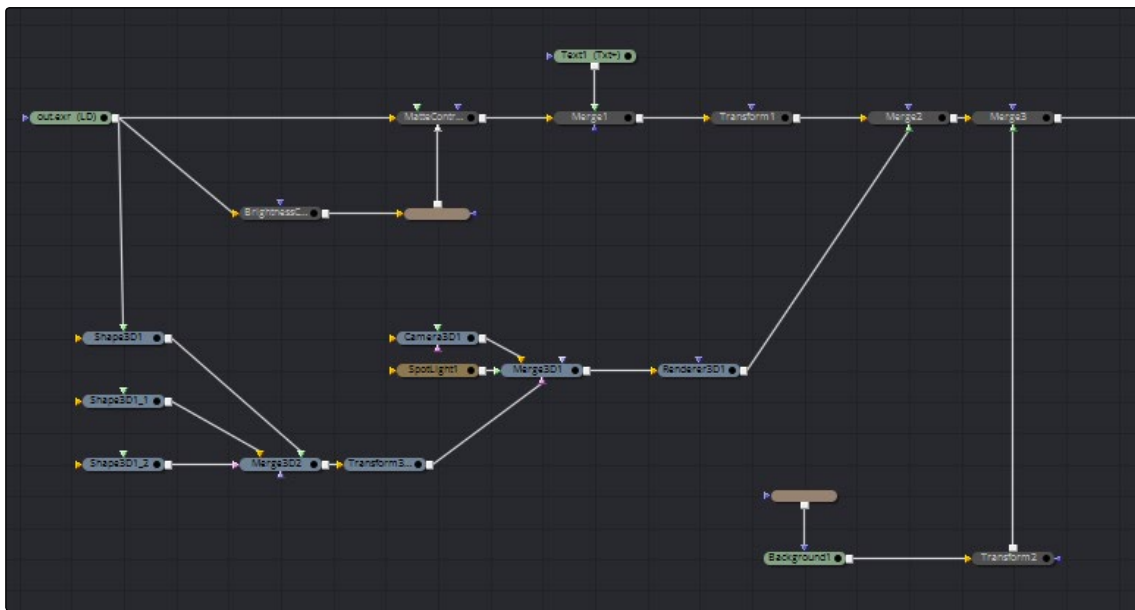 Text1 (Txt+)
out.exr (LD)
MatteContr...
Merge1
Transform1
Merge2
Merge3
BrightnessC...
Shape3D1
Camera3D1
SpotLight1
Merge3D1
Renderer3D1
Shape3D1_1
Shape3D1_2
Merge3D2
Transform3...
Background1
Transform2